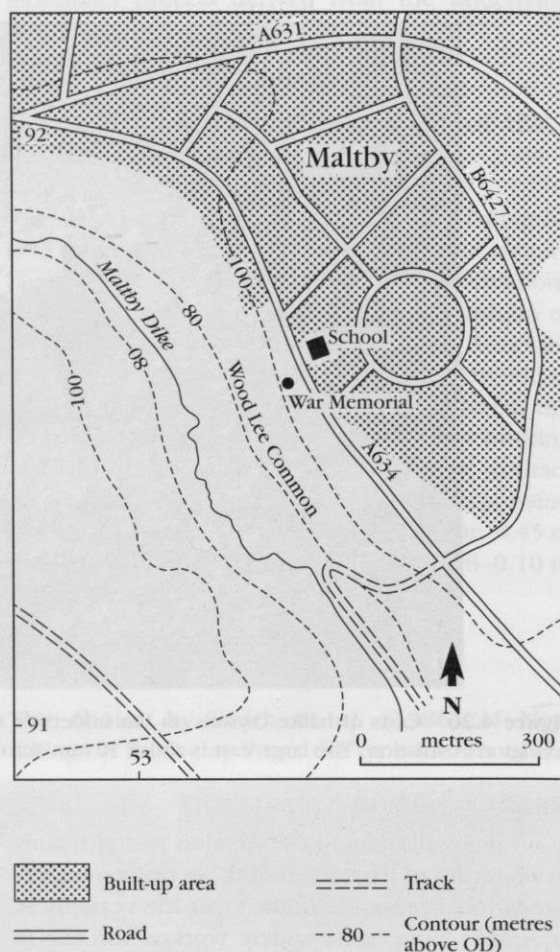 A631
92
Maltby
B6427
100
Maltby Dike
80
School
80
War Memorial
100
Wood Lee Common
A634
N
91
53
metres
0 300
Built-up area
Track
Road
80 Contour (metres above OD)